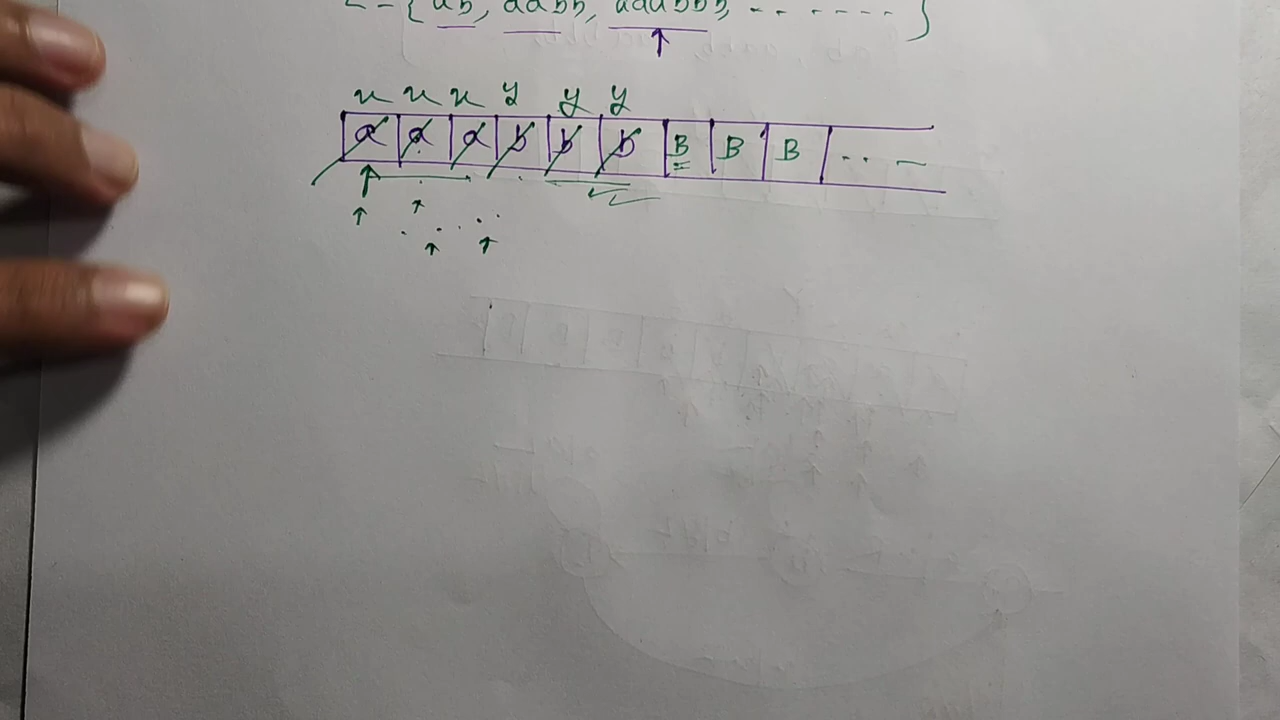 L = { ab, aabb, aaabbb, ........ }
x x x y y y
a a a b b b B B B ...